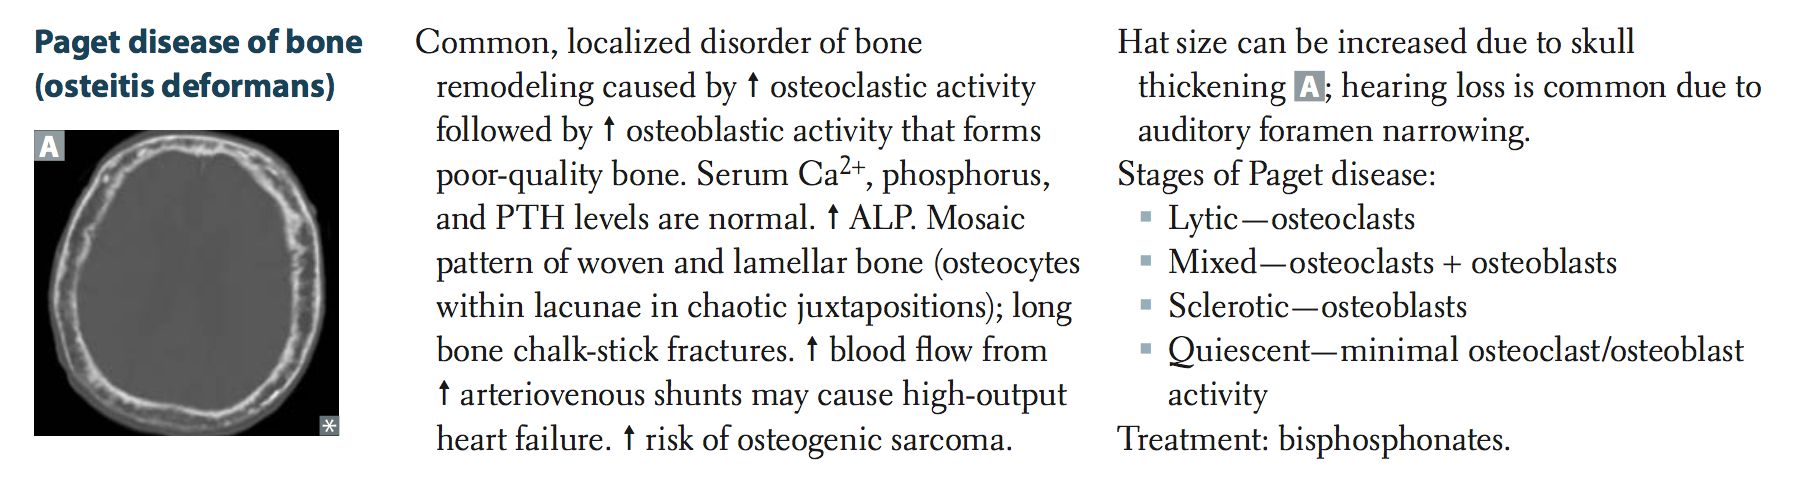 Paget disease of bone
(osteitis deformans)
A
*
Common, localized disorder of bone
remodeling caused by ↑ osteoclastic activity
followed by ↑ osteoblastic activity that forms
poor-quality bone. Serum Ca2+, phosphorus,
and PTH levels are normal. ↑ ALP. Mosaic
pattern of woven and lamellar bone (osteocytes
within lacunae in chaotic juxtapositions); long
bone chalk-stick fractures. ↑ blood flow from
↑ arteriovenous shunts may cause high-output
heart failure. ↑ risk of osteogenic sarcoma.
Hat size can be increased due to skull
thickening A; hearing loss is common due to
auditory foramen narrowing.
Stages of Paget disease:
▪ Lytic—osteoclasts
▪ Mixed—osteoclasts + osteoblasts
▪ Sclerotic—osteoblasts
▪ Quiescent—minimal osteoclast/osteoblast
activity
Treatment: bisphosphonates.